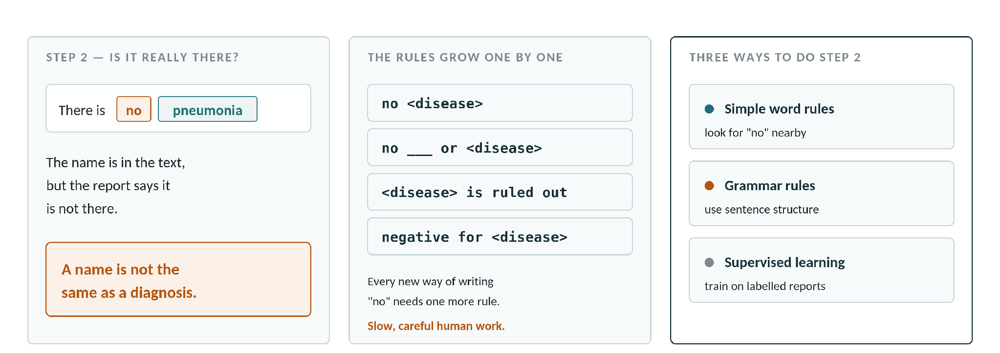 STEP 2 — IS IT REALLY THERE?
There is no pneumonia
The name is in the text,
but the report says it
is not there.
A name is not the
same as a diagnosis.
THE RULES GROW ONE BY ONE
no <disease>
no ___ or <disease>
<disease> is ruled out
negative for <disease>
Every new way of writing
"no" needs one more rule.
Slow, careful human work.
THREE WAYS TO DO STEP 2
Simple word rules
look for "no" nearby
Grammar rules
use sentence structure
Supervised learning
train on labelled reports